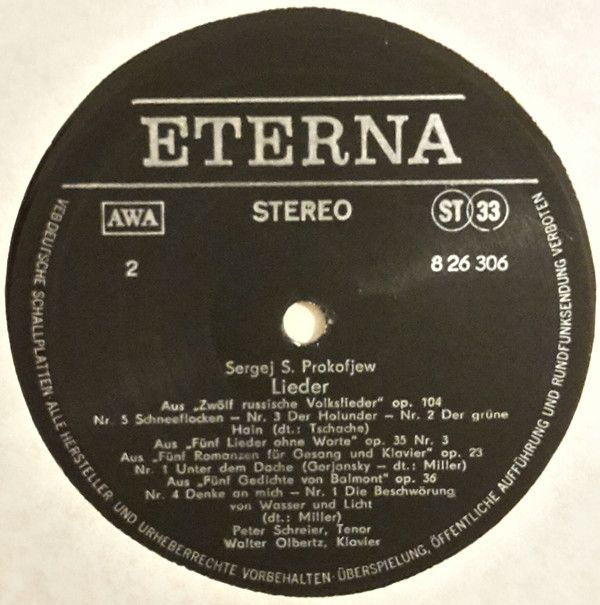 ETERNA
AWA
STEREO
ST 33
2
8 26 306
Sergej S. Prokofjew
Lieder
Aus „Zwölf russische Volkslieder" op. 104
Nr. 5 Schneeflocken – Nr. 3 Der Holunder – Nr. 2 Der grüne
Hain (dt.: Tschache)
Aus „Fünf Lieder ohne Worte" op. 35 Nr. 3
Aus „Fünf Romanzen für Gesang und Klavier" op. 23
Nr. 1 Unter dem Dache (Gorjansky – dt.: Miller)
Aus „Fünf Gedichte von Balmont" op. 36
Nr. 4 Denke an mich – Nr. 1 Die Beschwörung
von Wasser und Licht
(dt.: Miller)
Peter Schreier, Tenor
Walter Olbertz, Klavier
VEB DEUTSCHE SCHALLPLATTEN · ALLE HERSTELLER UND URHEBERRECHTE VORBEHALTEN · ÜBERSPIELUNG, ÖFFENTLICHE AUFFÜHRUNG UND RUNDFUNKSENDUNG VERBOTEN